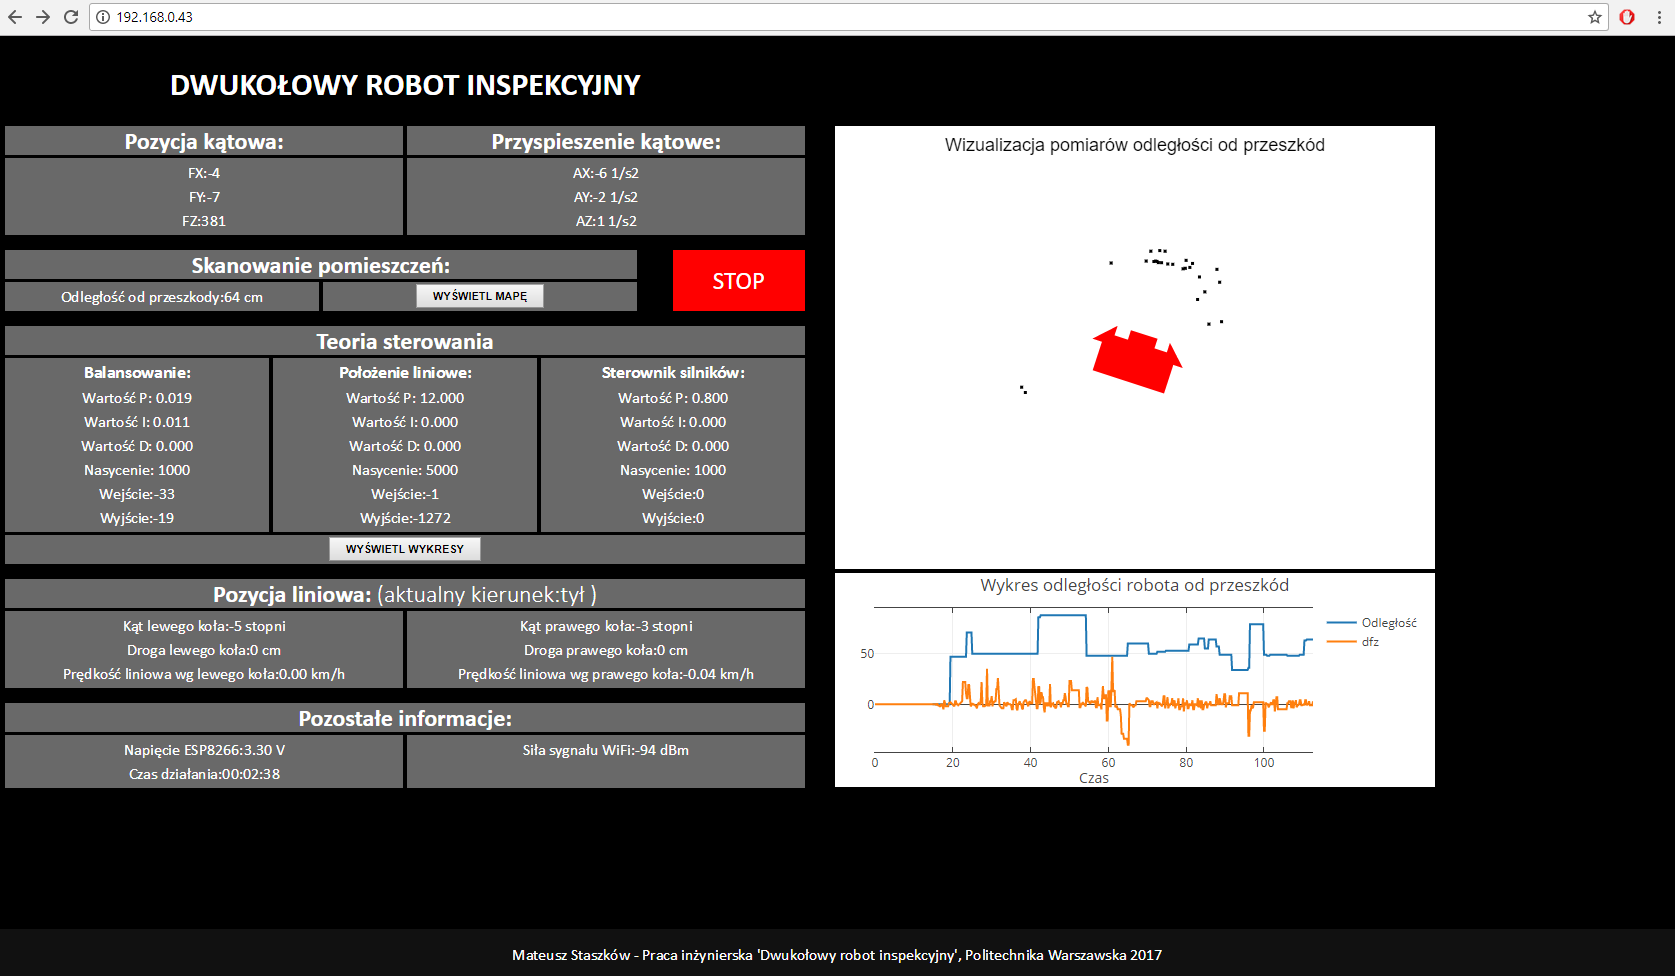 192.168.0.43
DWUKOŁOWY ROBOT INSPEKCYJNY
Pozycja kątowa:
FX:-4
FY:-7
FZ:381
Przyspieszenie kątowe:
AX:-6 1/s2
AY:-2 1/s2
AZ:1 1/s2
Skanowanie pomieszczeń:
Odległość od przeszkody:64 cm
WYŚWIETL MAPĘ
STOP
Teoria sterowania
Balansowanie:
Wartość P: 0.019
Wartość I: 0.011
Wartość D: 0.000
Nasycenie: 1000
Wejście:-33
Wyjście:-19
Położenie liniowe:
Wartość P: 12.000
Wartość I: 0.000
Wartość D: 0.000
Nasycenie: 5000
Wejście:-1
Wyjście:-1272
Sterownik silników:
Wartość P: 0.800
Wartość I: 0.000
Wartość D: 0.000
Nasycenie: 1000
Wejście:0
Wyjście:0
WYŚWIETL WYKRESY
Pozycja liniowa: (aktualny kierunek:tył )
Kąt lewego koła:-5 stopni
Droga lewego koła:0 cm
Prędkość liniowa wg lewego koła:0.00 km/h
Kąt prawego koła:-3 stopni
Droga prawego koła:0 cm
Prędkość liniowa wg prawego koła:-0.04 km/h
Pozostałe informacje:
Napięcie ESP8266:3.30 V
Czas działania:00:02:38
Siła sygnału WiFi:-94 dBm
Wizualizacja pomiarów odległości od przeszkód
Wykres odległości robota od przeszkód
50
0
0 20 40 60 80 100
Czas
Odległość
dfz
Mateusz Staszków - Praca inżynierska 'Dwukołowy robot inspekcyjny', Politechnika Warszawska 2017